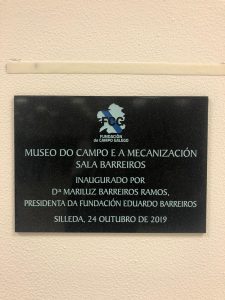 FCG
FUNDACIÓN
do CAMPO GALEGO
MUSEO DO CAMPO E A MECANIZACIÓN
SALA BARREIROS
INAUGURADO POR
Dª MARILUZ BARREIROS RAMOS,
PRESIDENTA DA FUNDACIÓN EDUARDO BARREIROS
SILLEDA, 24 OUTUBRO DE 2019